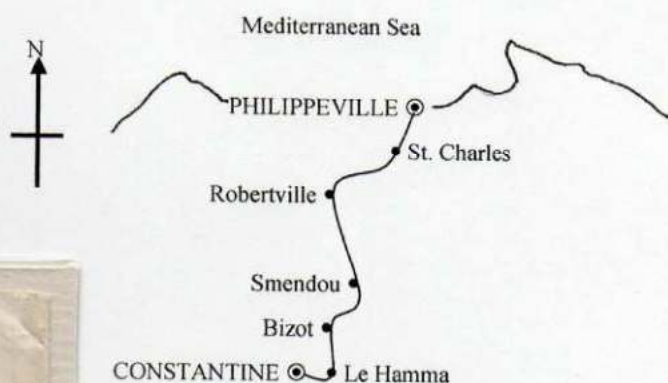 Mediterranean Sea
N
PHILIPPEVILLE
St. Charles
Robertville
Smendou
Bizot
CONSTANTINE
Le Hamma